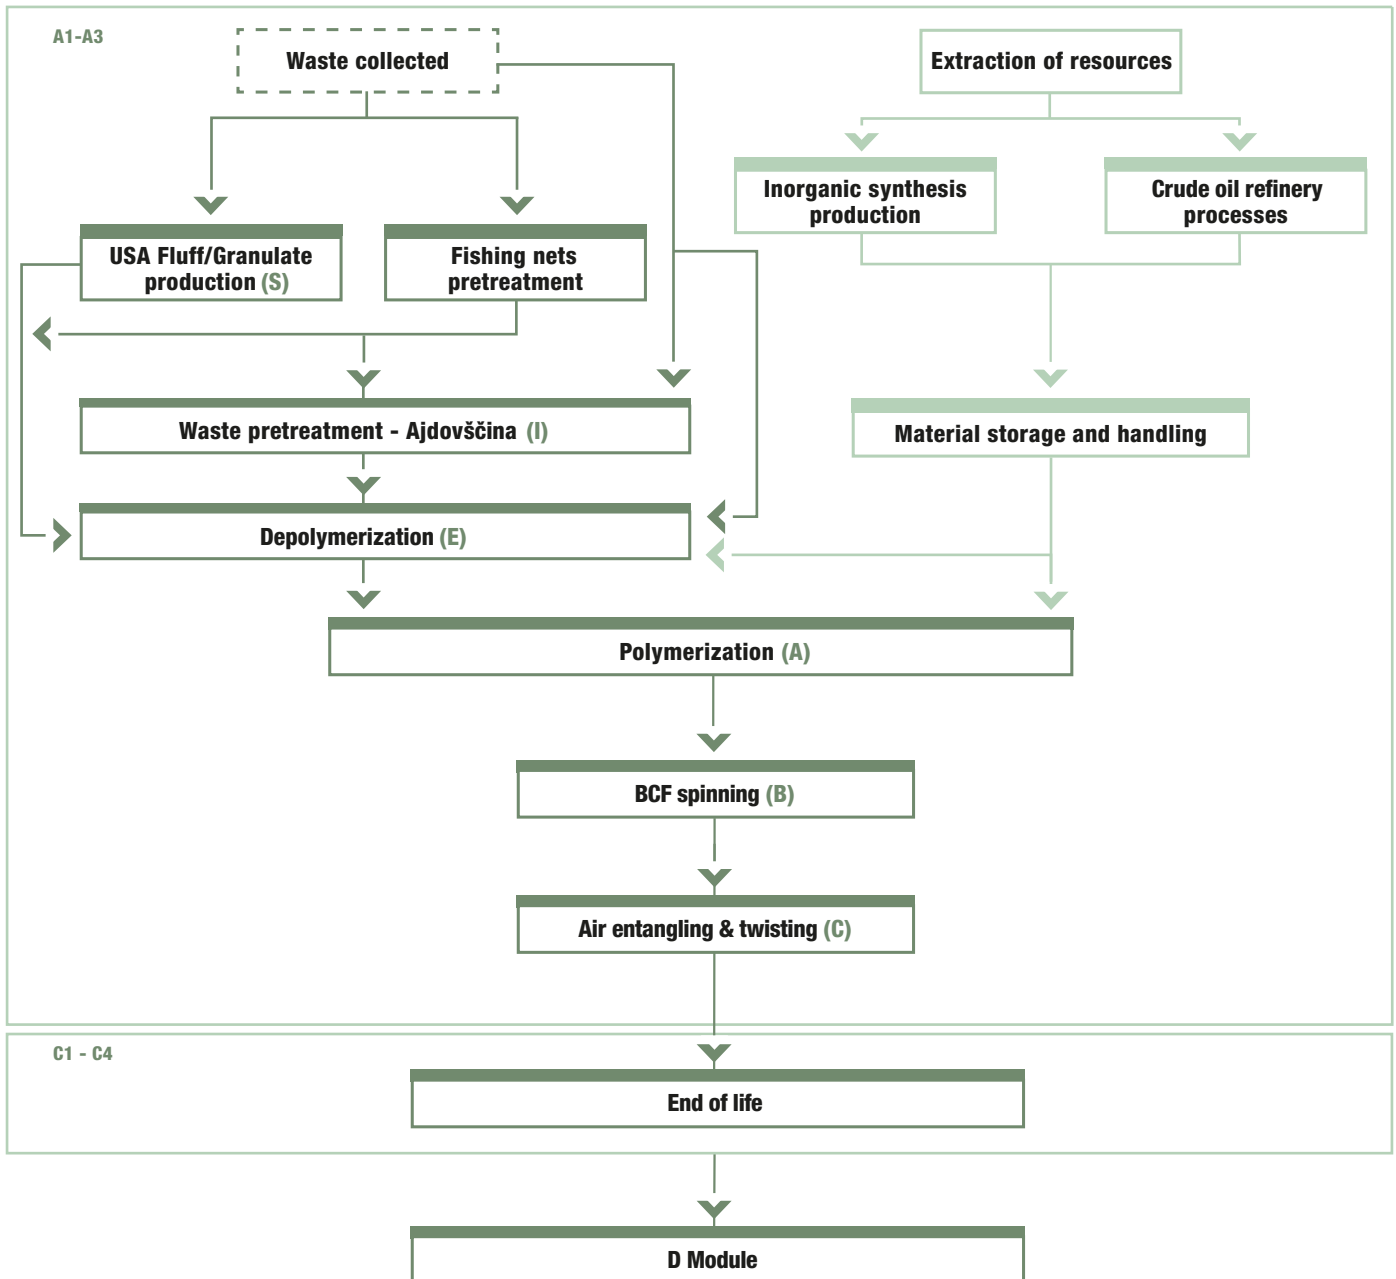 A1-A3
Waste collected
Extraction of resources
Inorganic synthesis
production
Crude oil refinery
processes
USA Fluff/Granulate
production (S)
Fishing nets
pretreatment
Waste pretreatment - Ajdovščina (I)
Material storage and handling
Depolymerization (E)
Polymerization (A)
BCF spinning (B)
Air entangling & twisting (C)
C1 - C4
End of life
D Module